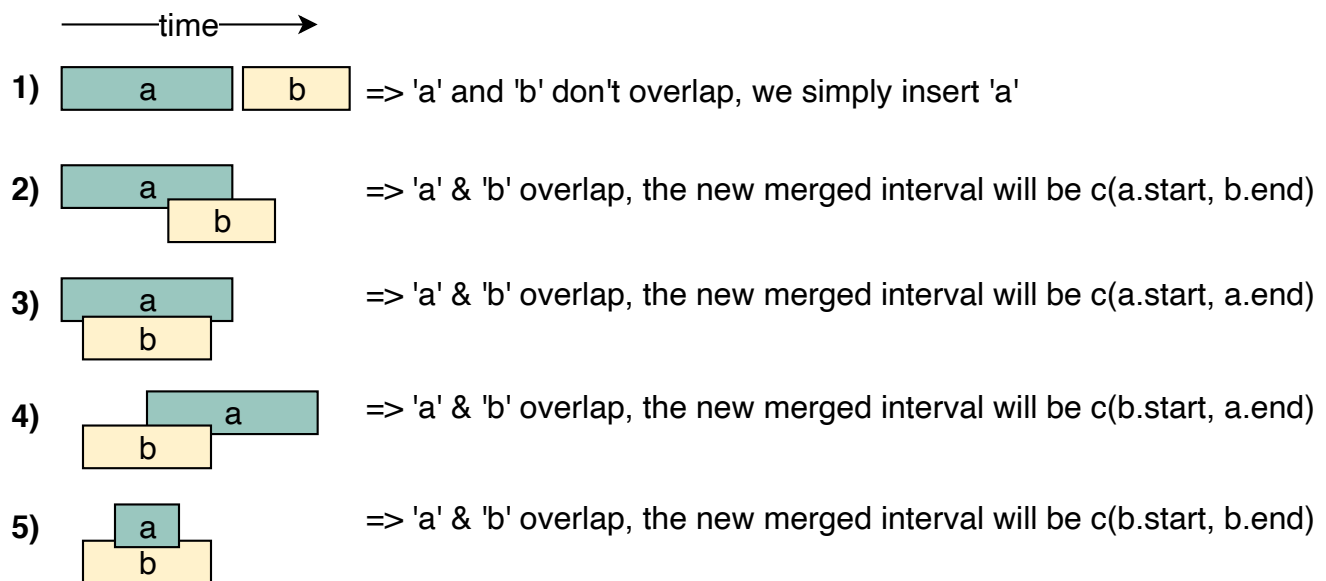 time
1) a b => 'a' and 'b' don't overlap, we simply insert 'a'
2) a => 'a' & 'b' overlap, the new merged interval will be c(a.start, b.end)
b
3) a => 'a' & 'b' overlap, the new merged interval will be c(a.start, a.end)
b
4) a => 'a' & 'b' overlap, the new merged interval will be c(b.start, a.end)
b
5) a => 'a' & 'b' overlap, the new merged interval will be c(b.start, b.end)
b